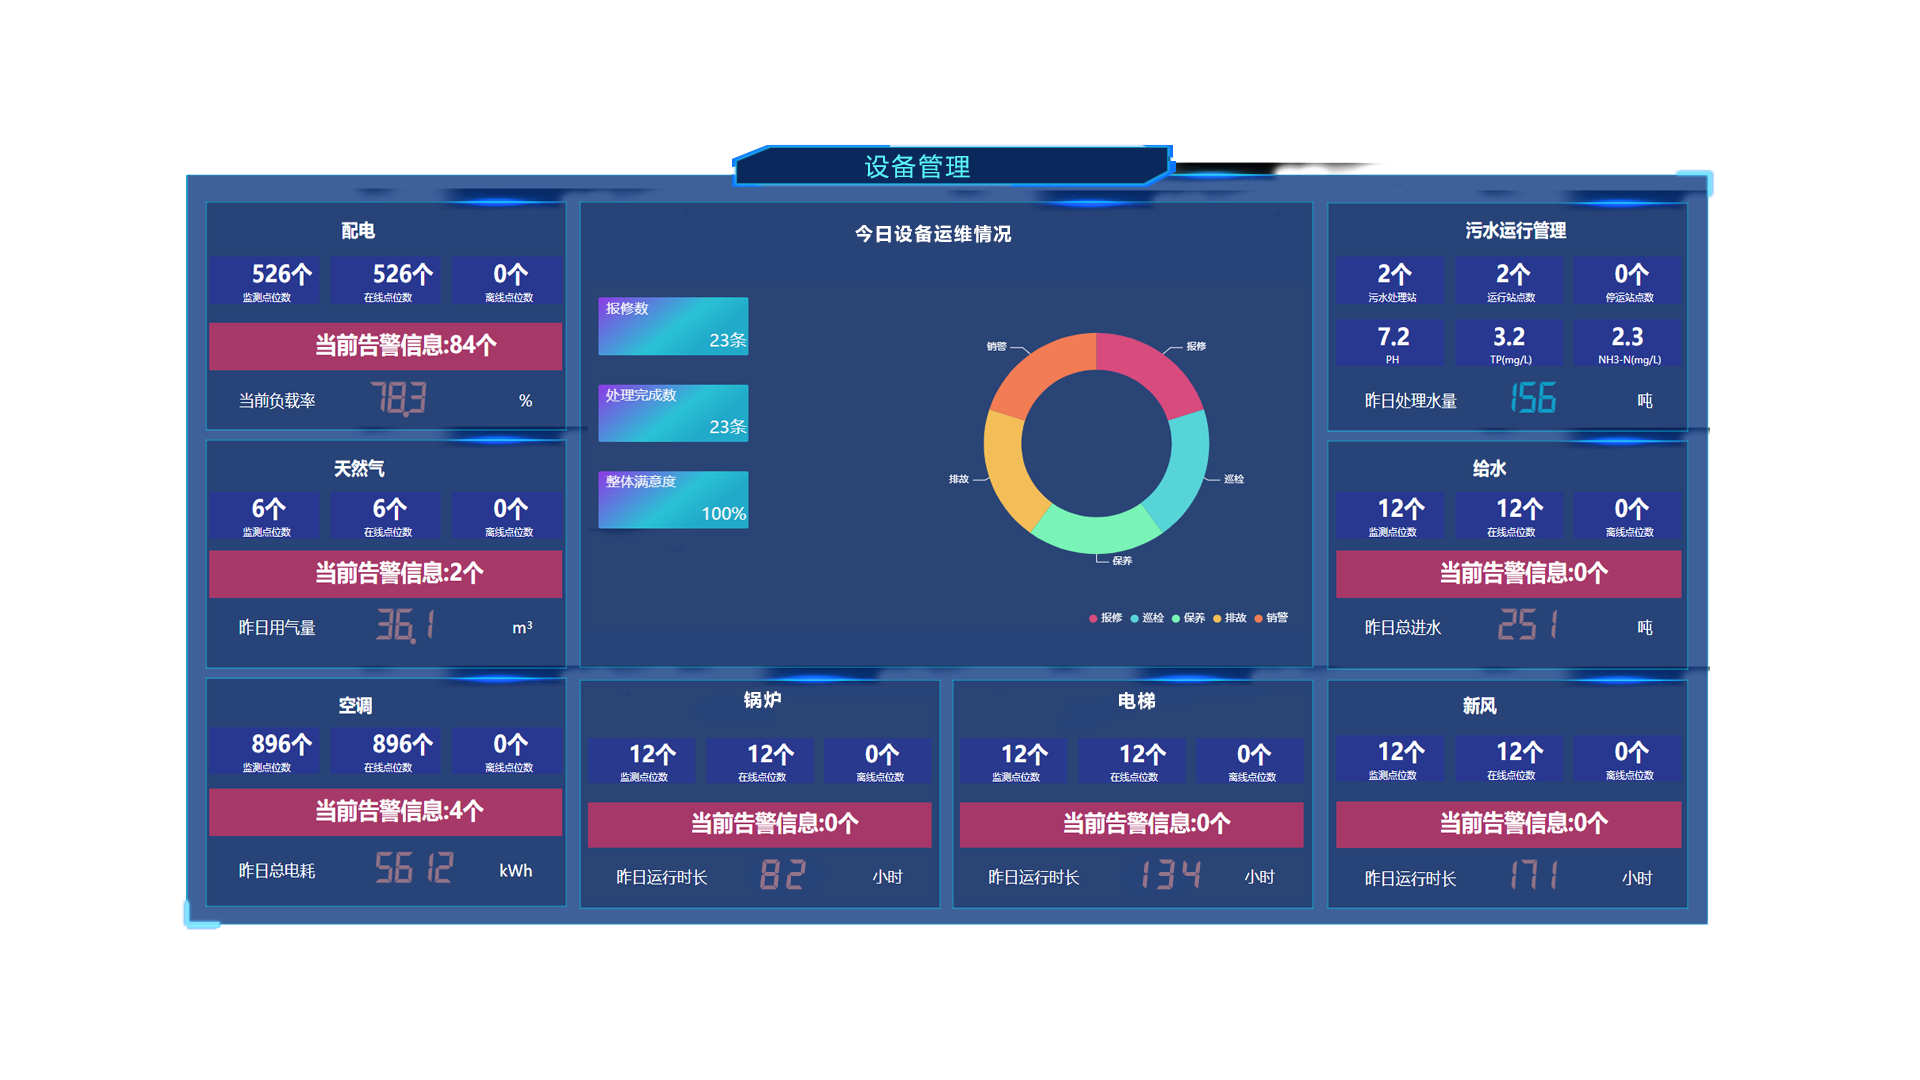 设备管理
配电
526个 526个 0个
监测点位数 在线点位数 离线点位数
当前告警信息:84个
当前负载率 78.3 %
天然气
6个 6个 0个
监测点位数 在线点位数 离线点位数
当前告警信息:2个
昨日用气量 36.1 m³
空调
896个 896个 0个
监测点位数 在线点位数 离线点位数
当前告警信息:4个
昨日总电耗 5612 kWh
今日设备运维情况
报修数
23条
处理完成数
23条
整体满意度
100%
销警 报修
排故 巡检
保养
报修 巡检 保养 排故 销警
锅炉
12个 12个 0个
监测点位数 在线点位数 离线点位数
当前告警信息:0个
昨日运行时长 82 小时
电梯
12个 12个 0个
监测点位数 在线点位数 离线点位数
当前告警信息:0个
昨日运行时长 134 小时
污水运行管理
2个 2个 0个
污水处理站 运行站点数 停运站点数
7.2 3.2 2.3
PH TP(mg/L) NH3-N(mg/L)
昨日处理水量 156 吨
给水
12个 12个 0个
监测点位数 在线点位数 离线点位数
当前告警信息:0个
昨日总进水 251 吨
新风
12个 12个 0个
监测点位数 在线点位数 离线点位数
当前告警信息:0个
昨日运行时长 171 小时